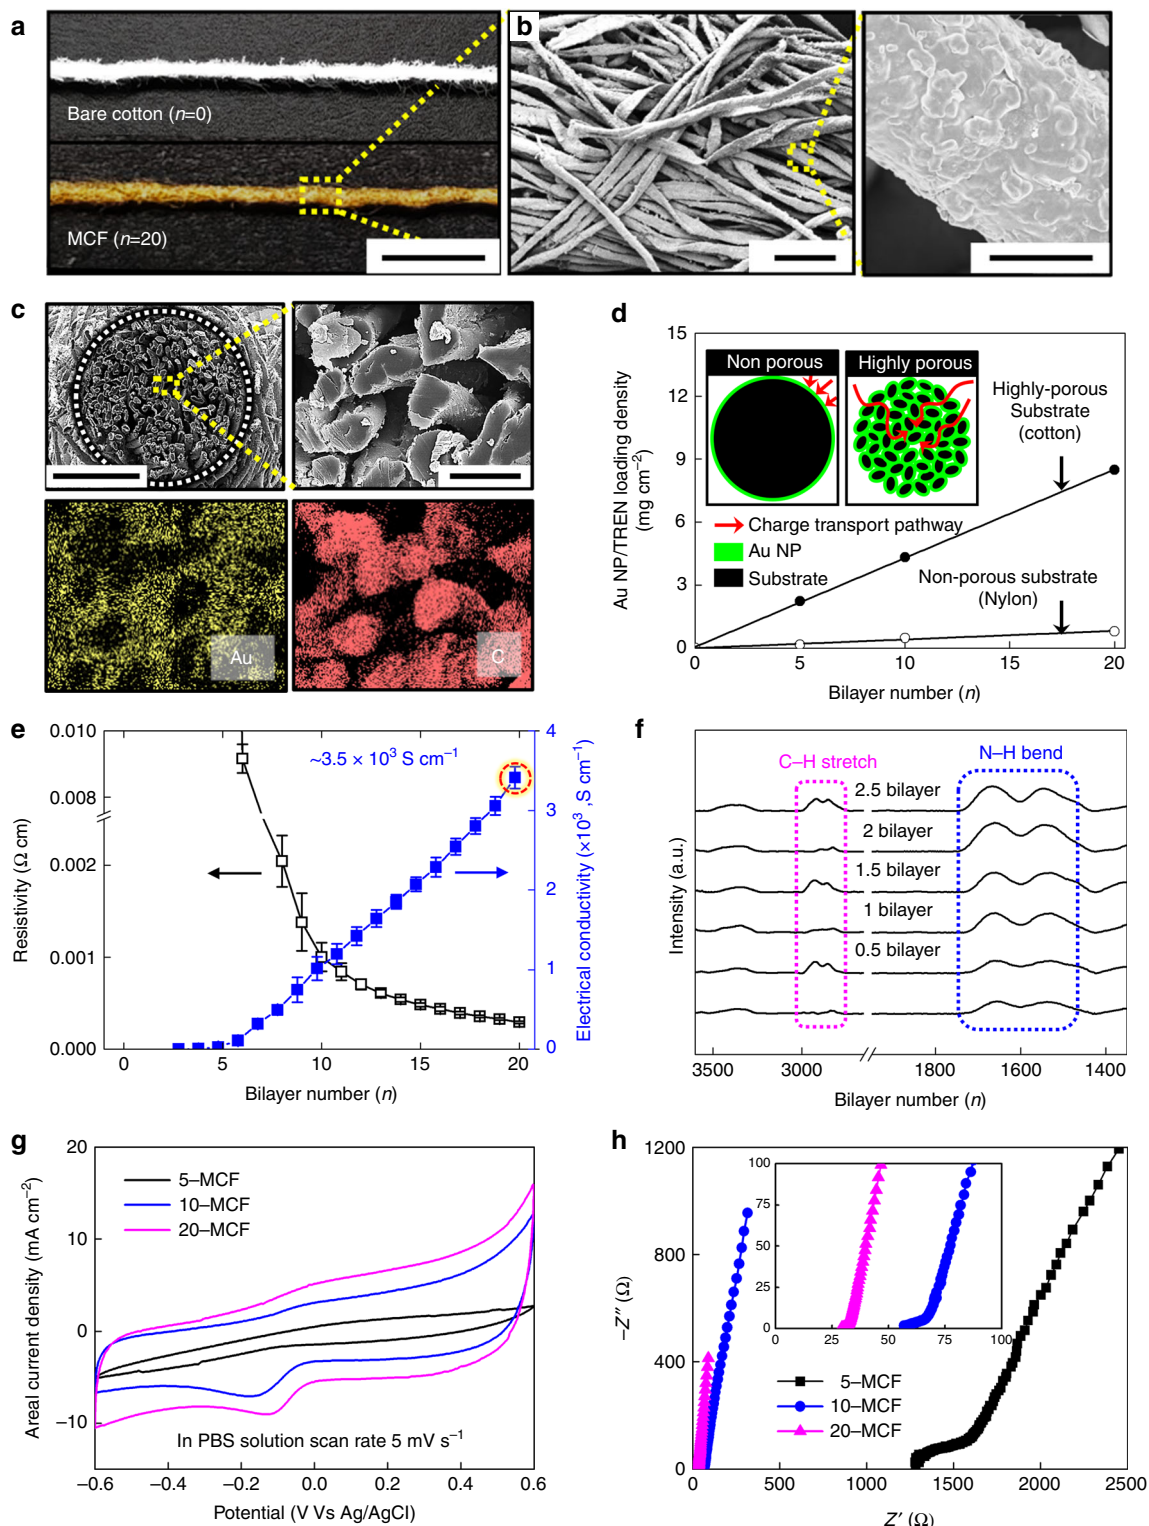 a
Bare cotton (n=0)
MCF (n=20)
b
c
Au
C
d
15
12
9
6
3
0
Au NP/TREN loading density
(mg cm−2)
Non porous
Highly porous
Highly-porous
Substrate
(cotton)
Charge transport pathway
Au NP
Substrate
Non-porous substrate
(Nylon)
0
5
10
15
20
Bilayer number (n)
e
0.010
0.008
0.002
0.001
0.000
Resistivity (Ω cm)
~3.5 × 10³ S cm−1
4
3
2
1
0
Electrical conductivity (×10³ ,S cm−1)
0
5
10
15
20
Bilayer number (n)
f
C–H stretch
N–H bend
2.5 bilayer
2 bilayer
1.5 bilayer
1 bilayer
0.5 bilayer
Intensity (a.u.)
3500
3000
1800
1600
1400
Bilayer number (n)
g
20
10
0
−10
Areal current density (mA cm−2)
5–MCF
10–MCF
20–MCF
In PBS solution scan rate 5 mV s−1
−0.6
−0.4
−0.2
0.0
0.2
0.4
0.6
Potential (V Vs Ag/AgCl)
h
1200
800
400
0
−Z″ (Ω)
100
75
50
25
0
0
25
50
75
100
5–MCF
10–MCF
20–MCF
0
500
1000
1500
2000
2500
Z′ (Ω)